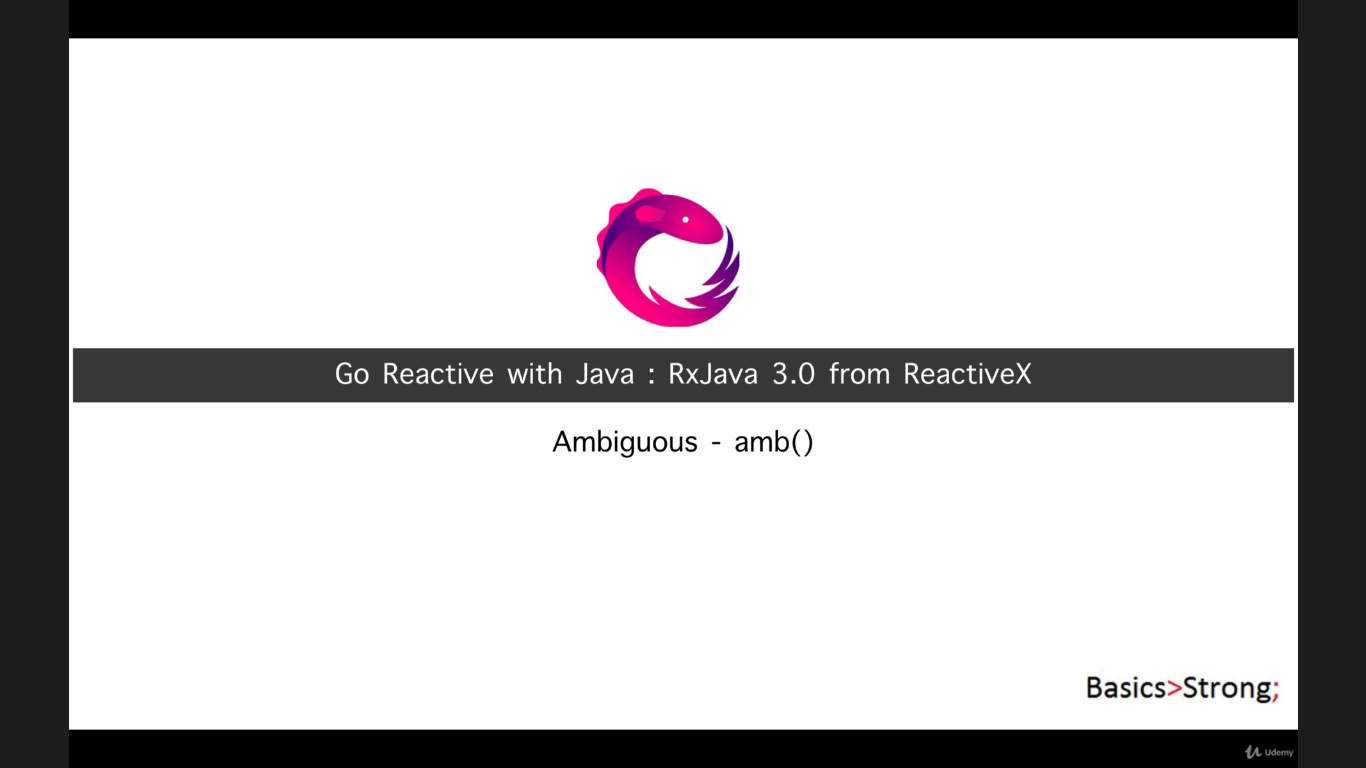 Go Reactive with Java : RxJava 3.0 from ReactiveX
Ambiguous - amb()
Basics>Strong;
Udemy